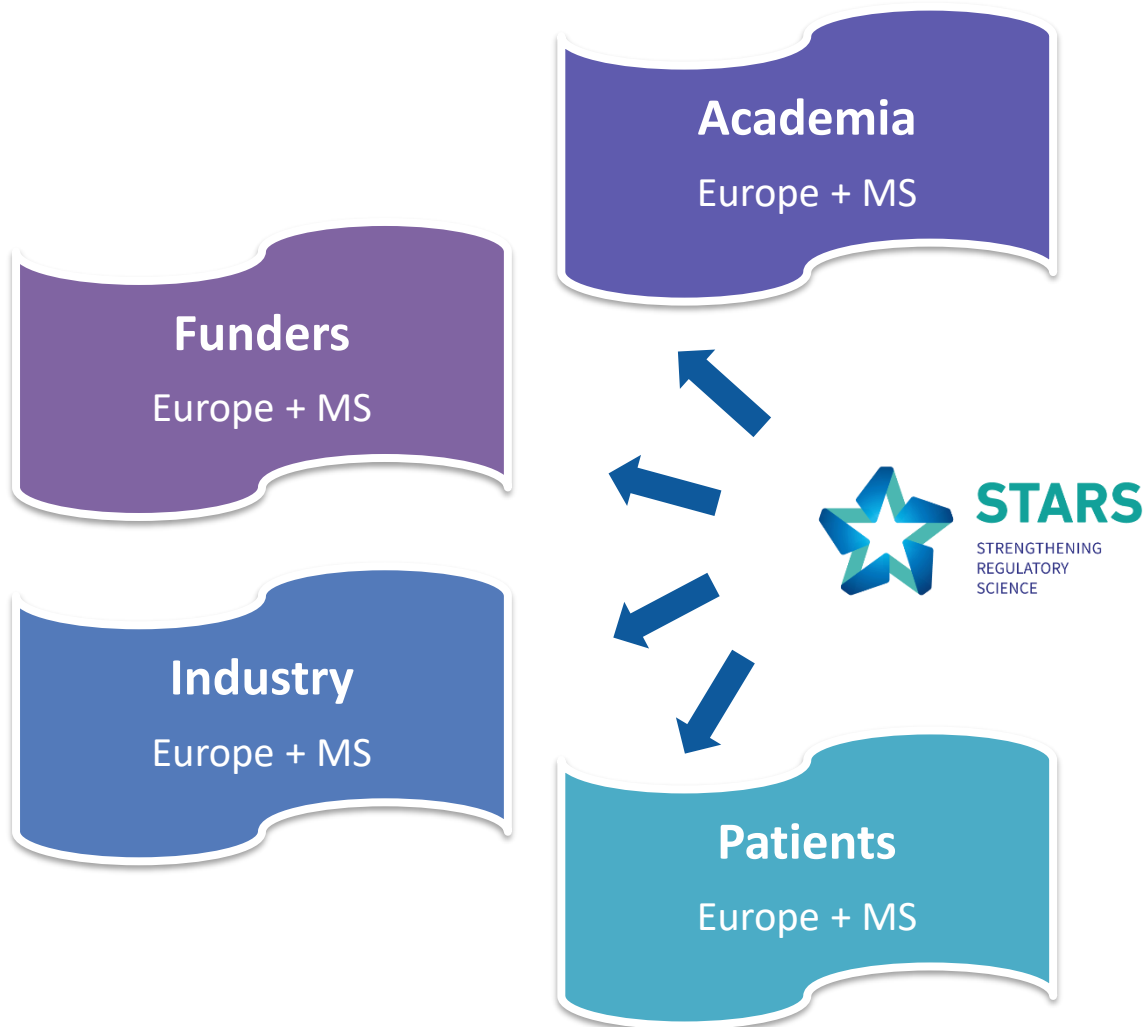 Academia
Europe + MS
Funders
Europe + MS
STARS
STRENGTHENING
REGULATORY
SCIENCE
Industry
Europe + MS
Patients
Europe + MS